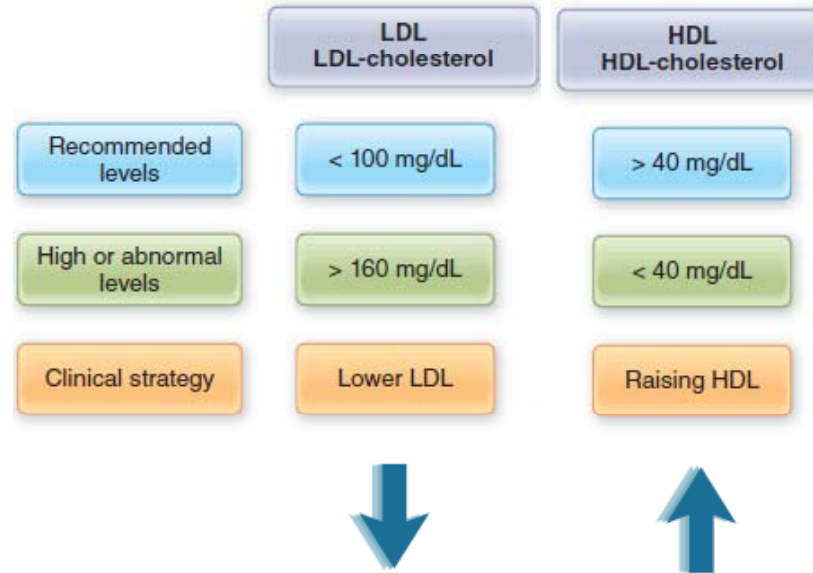 LDL
LDL-cholesterol
HDL
HDL-cholesterol
Recommended
levels
< 100 mg/dL
> 40 mg/dL
High or abnormal
levels
> 160 mg/dL
< 40 mg/dL
Clinical strategy
Lower LDL
Raising HDL